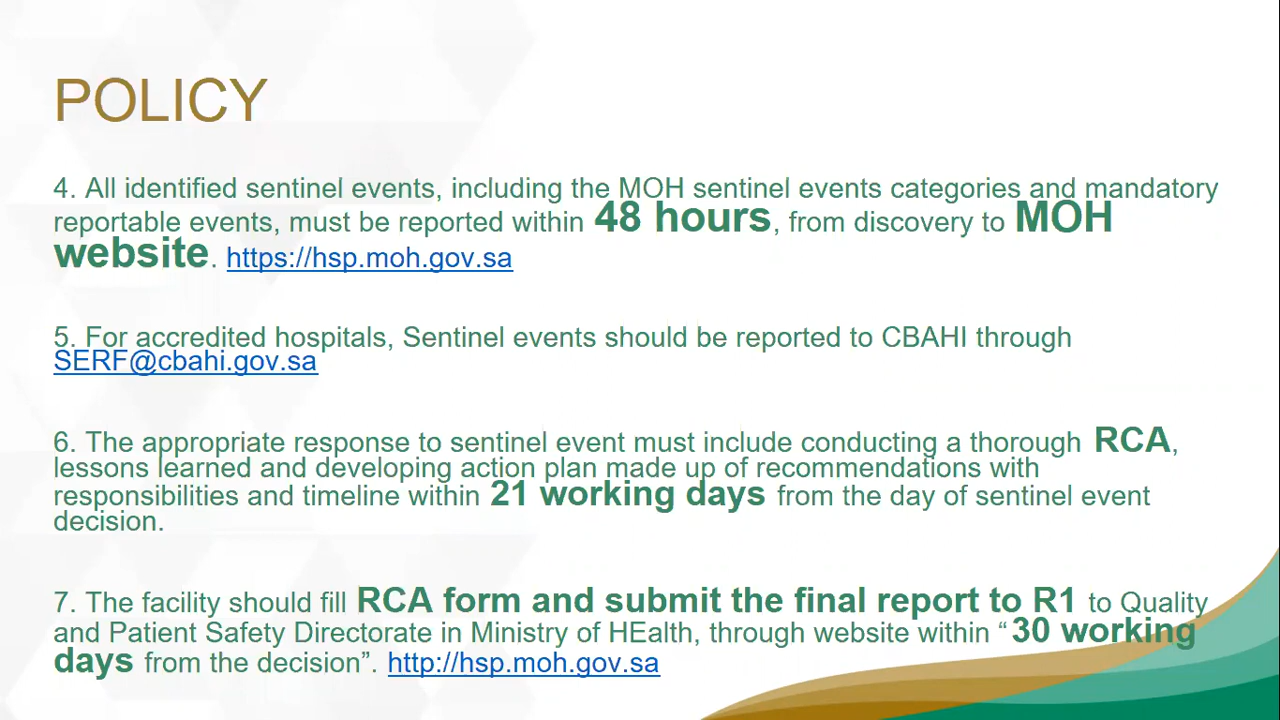 POLICY
4. All identified sentinel events, including the MOH sentinel events categories and mandatory
reportable events, must be reported within 48 hours, from discovery to MOH
website. https://hsp.moh.gov.sa
5. For accredited hospitals, Sentinel events should be reported to CBAHI through
SERF@cbahi.gov.sa
6. The appropriate response to sentinel event must include conducting a thorough RCA,
lessons learned and developing action plan made up of recommendations with
responsibilities and timeline within 21 working days from the day of sentinel event
decision.
7. The facility should fill RCA form and submit the final report to R1 to Quality
and Patient Safety Directorate in Ministry of HEalth, through website within “30 working
days from the decision”. http://hsp.moh.gov.sa